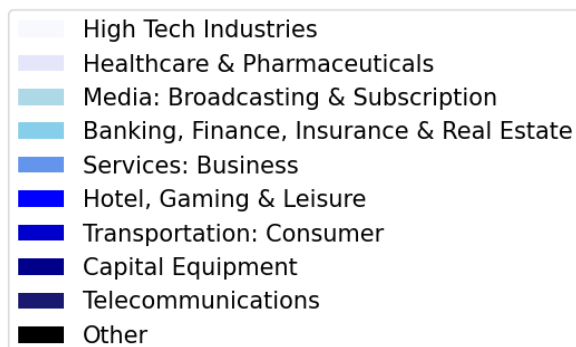 High Tech Industries
Healthcare & Pharmaceuticals
Media: Broadcasting & Subscription
Banking, Finance, Insurance & Real Estate
Services: Business
Hotel, Gaming & Leisure
Transportation: Consumer
Capital Equipment
Telecommunications
Other